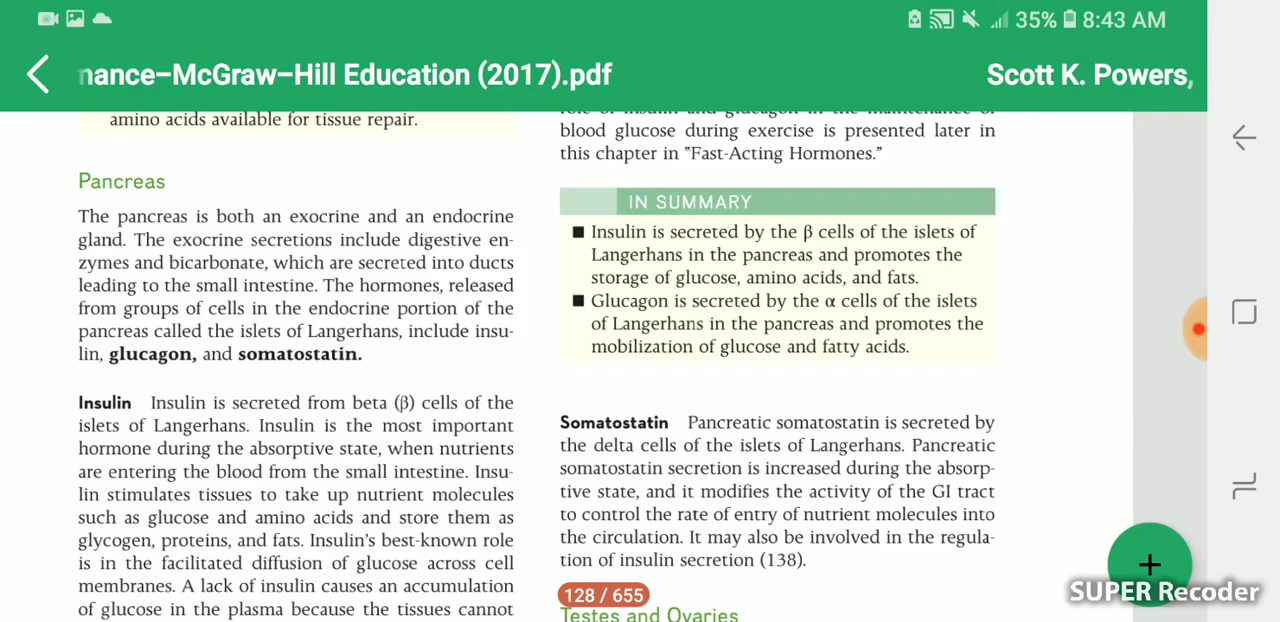 35% 8:43 AM
nance–McGraw–Hill Education (2017).pdf
Scott K. Powers,
amino acids available for tissue repair.
Pancreas
The pancreas is both an exocrine and an endocrine
gland. The exocrine secretions include digestive en-
zymes and bicarbonate, which are secreted into ducts
leading to the small intestine. The hormones, released
from groups of cells in the endocrine portion of the
pancreas called the islets of Langerhans, include insu-
lin, glucagon, and somatostatin.
Insulin Insulin is secreted from beta (β) cells of the
islets of Langerhans. Insulin is the most important
hormone during the absorptive state, when nutrients
are entering the blood from the small intestine. Insu-
lin stimulates tissues to take up nutrient molecules
such as glucose and amino acids and store them as
glycogen, proteins, and fats. Insulin's best-known role
is in the facilitated diffusion of glucose across cell
membranes. A lack of insulin causes an accumulation
of glucose in the plasma because the tissues cannot
role of insulin and glucagon in the maintenance of
blood glucose during exercise is presented later in
this chapter in "Fast-Acting Hormones."
IN SUMMARY
■ Insulin is secreted by the β cells of the islets of
Langerhans in the pancreas and promotes the
storage of glucose, amino acids, and fats.
■ Glucagon is secreted by the α cells of the islets
of Langerhans in the pancreas and promotes the
mobilization of glucose and fatty acids.
Somatostatin Pancreatic somatostatin is secreted by
the delta cells of the islets of Langerhans. Pancreatic
somatostatin secretion is increased during the absorp-
tive state, and it modifies the activity of the GI tract
to control the rate of entry of nutrient molecules into
the circulation. It may also be involved in the regula-
tion of insulin secretion (138).
128 / 655
Testes and Ovaries
+
SUPER Recoder